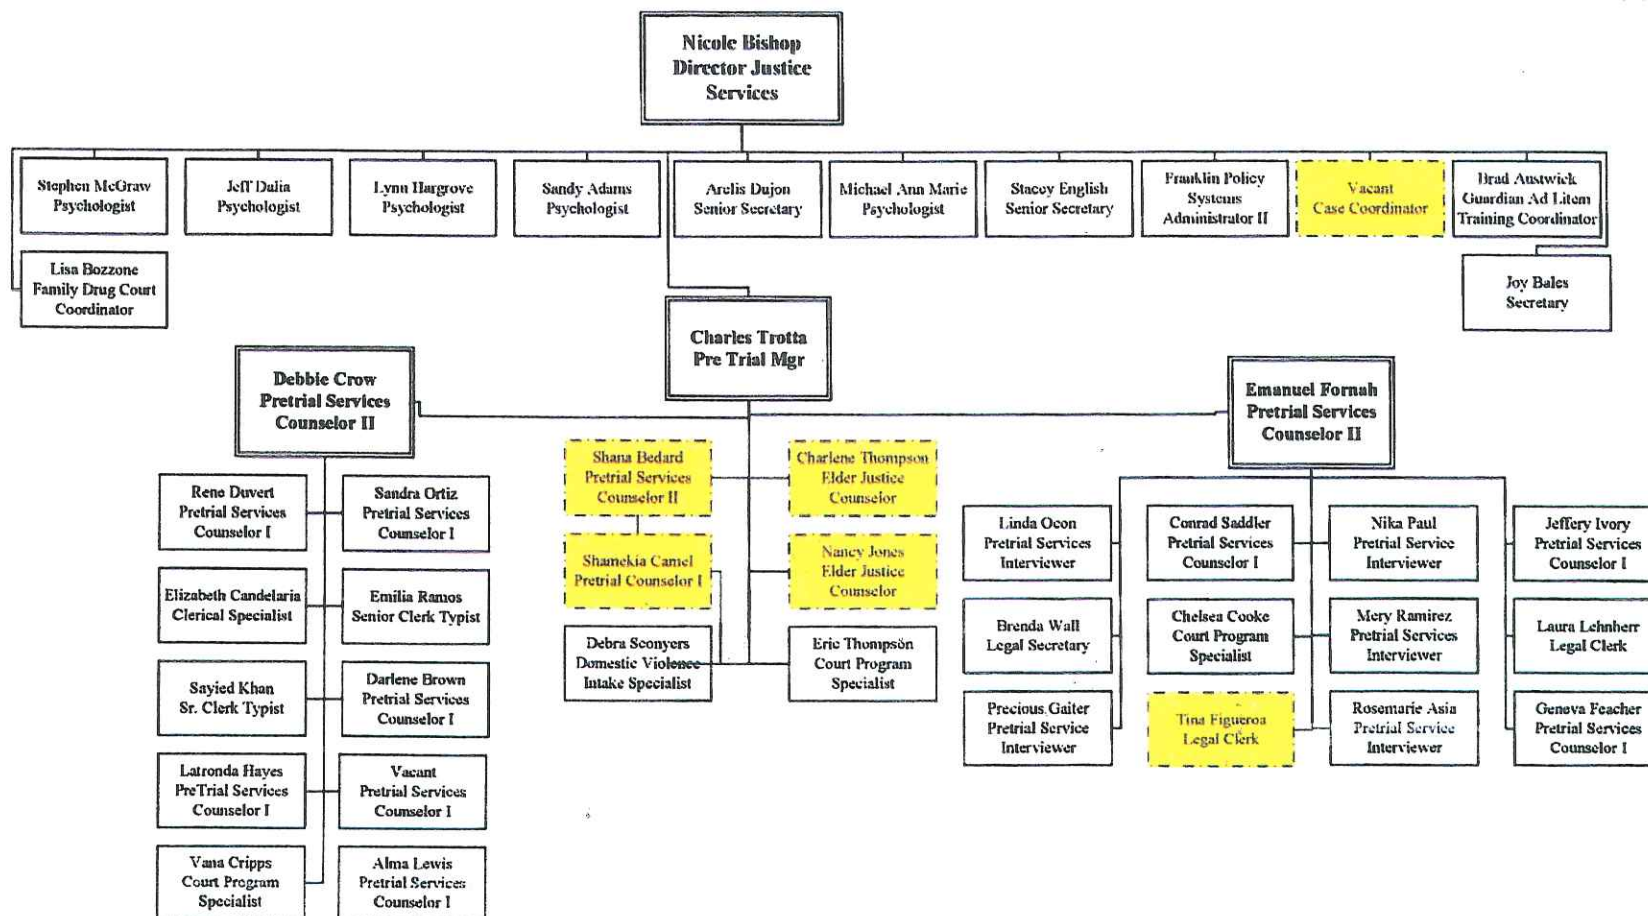 Nicole Bishop
Director Justice
Services
Stephen McGraw
Psychologist
Jeff Dalia
Psychologist
Lynn Hargrove
Psychologist
Sandy Adams
Psychologist
Arelis Dujon
Senior Secretary
Michael Ann Marie
Psychologist
Stacey English
Senior Secretary
Franklin Policy
Systems
Administrator II
Vacant
Case Coordinator
Brad Austwick
Guardian Ad Litem
Training Coordinator
Lisa Bozzone
Family Drug Court
Coordinator
Joy Bales
Secretary
Charles Trotta
Pre Trial Mgr
Debbie Crow
Pretrial Services
Counselor II
Emanuel Fornah
Pretrial Services
Counselor II
Rene Duvert
Pretrial Services
Counselor I
Sandra Ortiz
Pretrial Services
Counselor I
Elizabeth Candelaria
Clerical Specialist
Emilia Ramos
Senior Clerk Typist
Sayied Khan
Sr. Clerk Typist
Darlene Brown
Pretrial Services
Counselor I
Latronda Hayes
PreTrial Services
Counselor I
Vacant
Pretrial Services
Counselor I
Vana Cripps
Court Program
Specialist
Alma Lewis
Pretrial Services
Counselor I
Shana Bedard
Pretrial Services
Counselor II
Charlene Thompson
Elder Justice
Counselor
Shamekia Camel
Pretrial Counselor I
Nancy Jones
Elder Justice
Counselor
Debra Sconyers
Domestic Violence
Intake Specialist
Eric Thompson
Court Program
Specialist
Linda Ocon
Pretrial Services
Interviewer
Conrad Saddler
Pretrial Services
Counselor I
Nika Paul
Pretrial Service
Interviewer
Jeffery Ivory
Pretrial Services
Counselor I
Brenda Wall
Legal Secretary
Chelsea Cooke
Court Program
Specialist
Mery Ramirez
Pretrial Services
Interviewer
Laura Lehnherr
Legal Clerk
Precious Gaiter
Pretrial Service
Interviewer
Tina Figueroa
Legal Clerk
Rosemarie Asia
Pretrial Service
Interviewer
Geneva Feacher
Pretrial Services
Counselor I